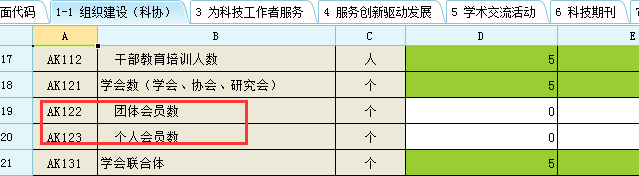 面代码 1-1 组织建设（科协） 3 为科技工作者服务 4 服务创新驱动发展 5 学术交流活动 6 科技期刊 7
A B C D E
17 AK112 干部教育培训人数 人 5
18 AK121 学会数（学会、协会、研究会） 个 5
19 AK122 团体会员数 个 0
20 AK123 个人会员数 个 0
21 AK131 学会联合体 个 5